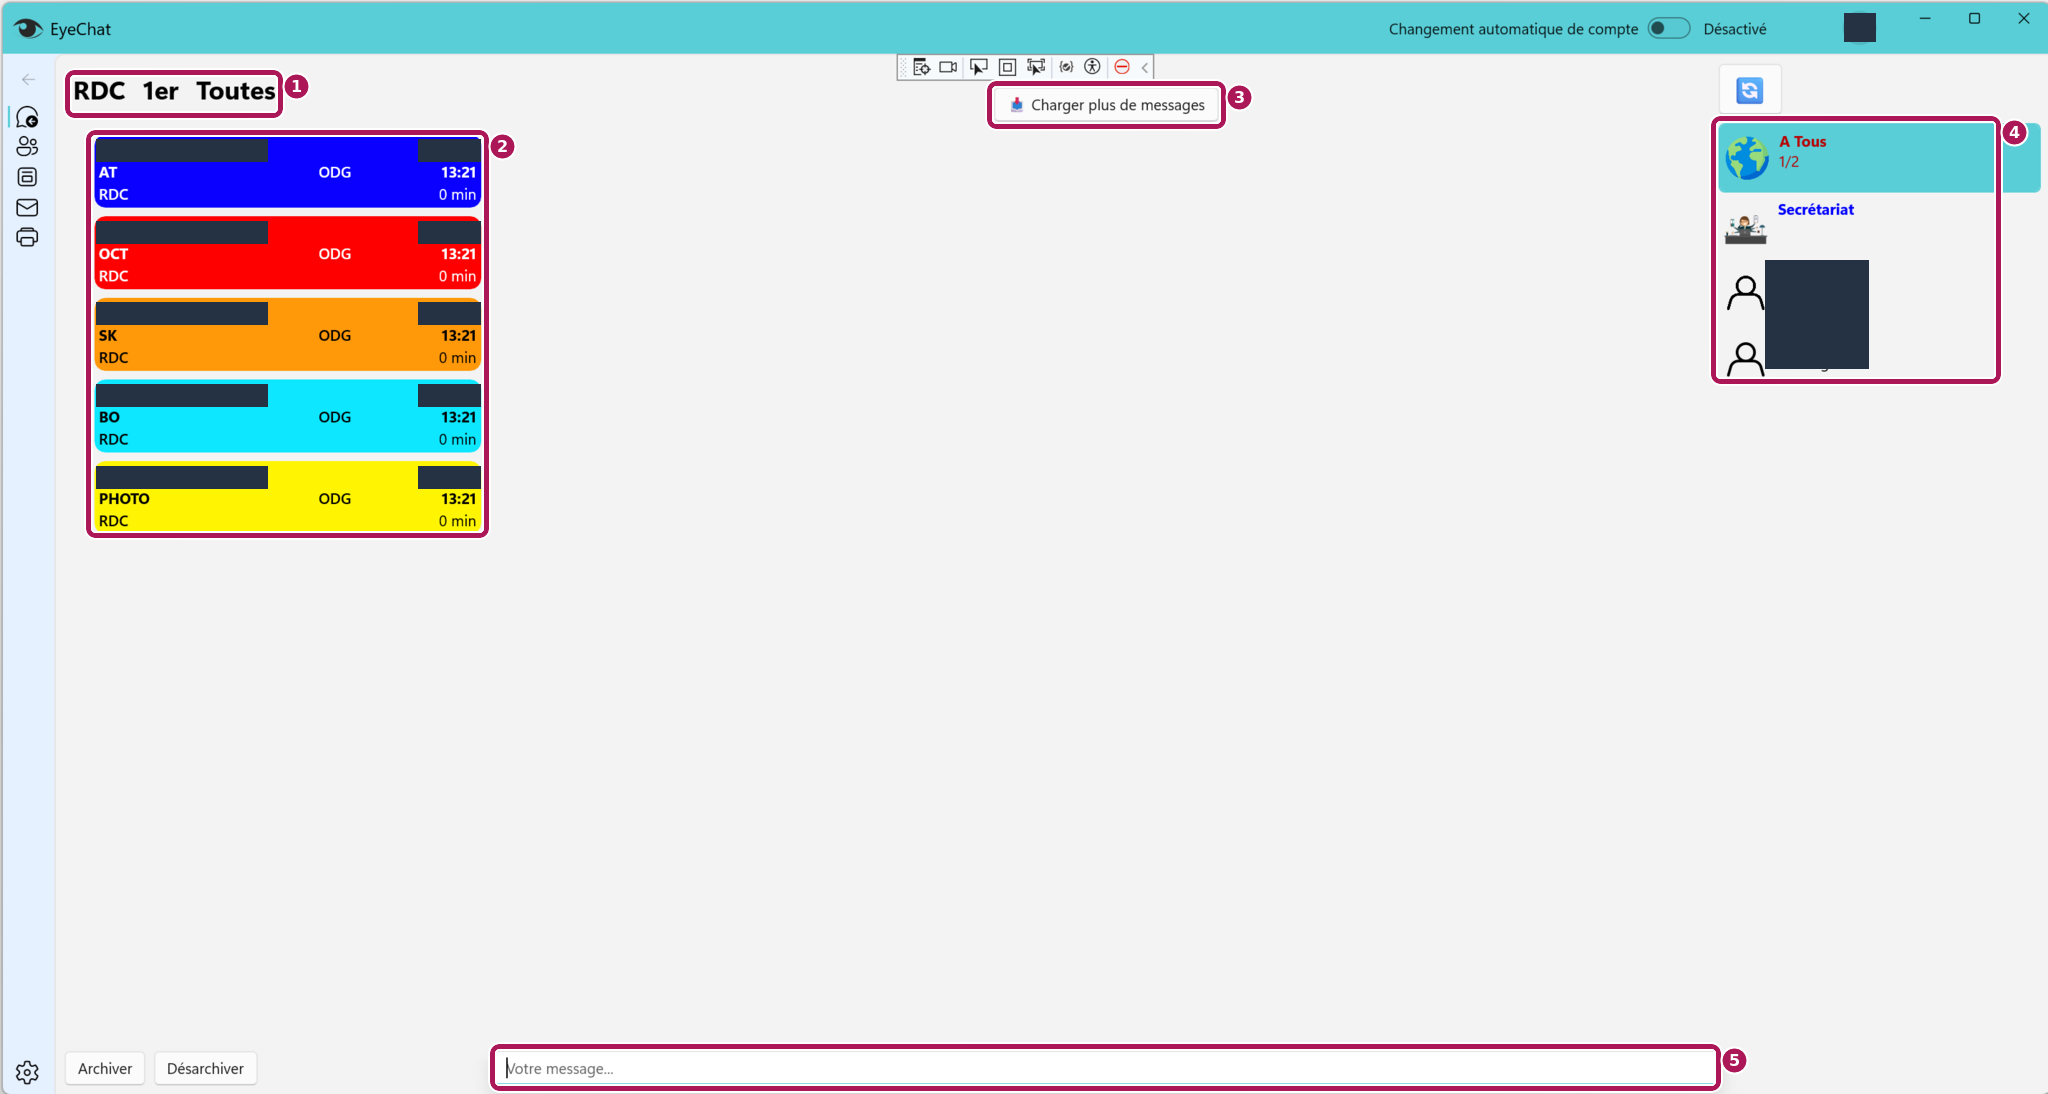 EyeChat
Changement automatique de compte Désactivé
RDC 1er Toutes 1
Charger plus de messages 3
2
AT ODG 13:21
RDC 0 min
OCT ODG 13:21
RDC 0 min
SK ODG 13:21
RDC 0 min
BO ODG 13:21
RDC 0 min
PHOTO ODG 13:21
RDC 0 min
4
A Tous
1/2
Secrétariat
Archiver Désarchiver
Votre message... 5